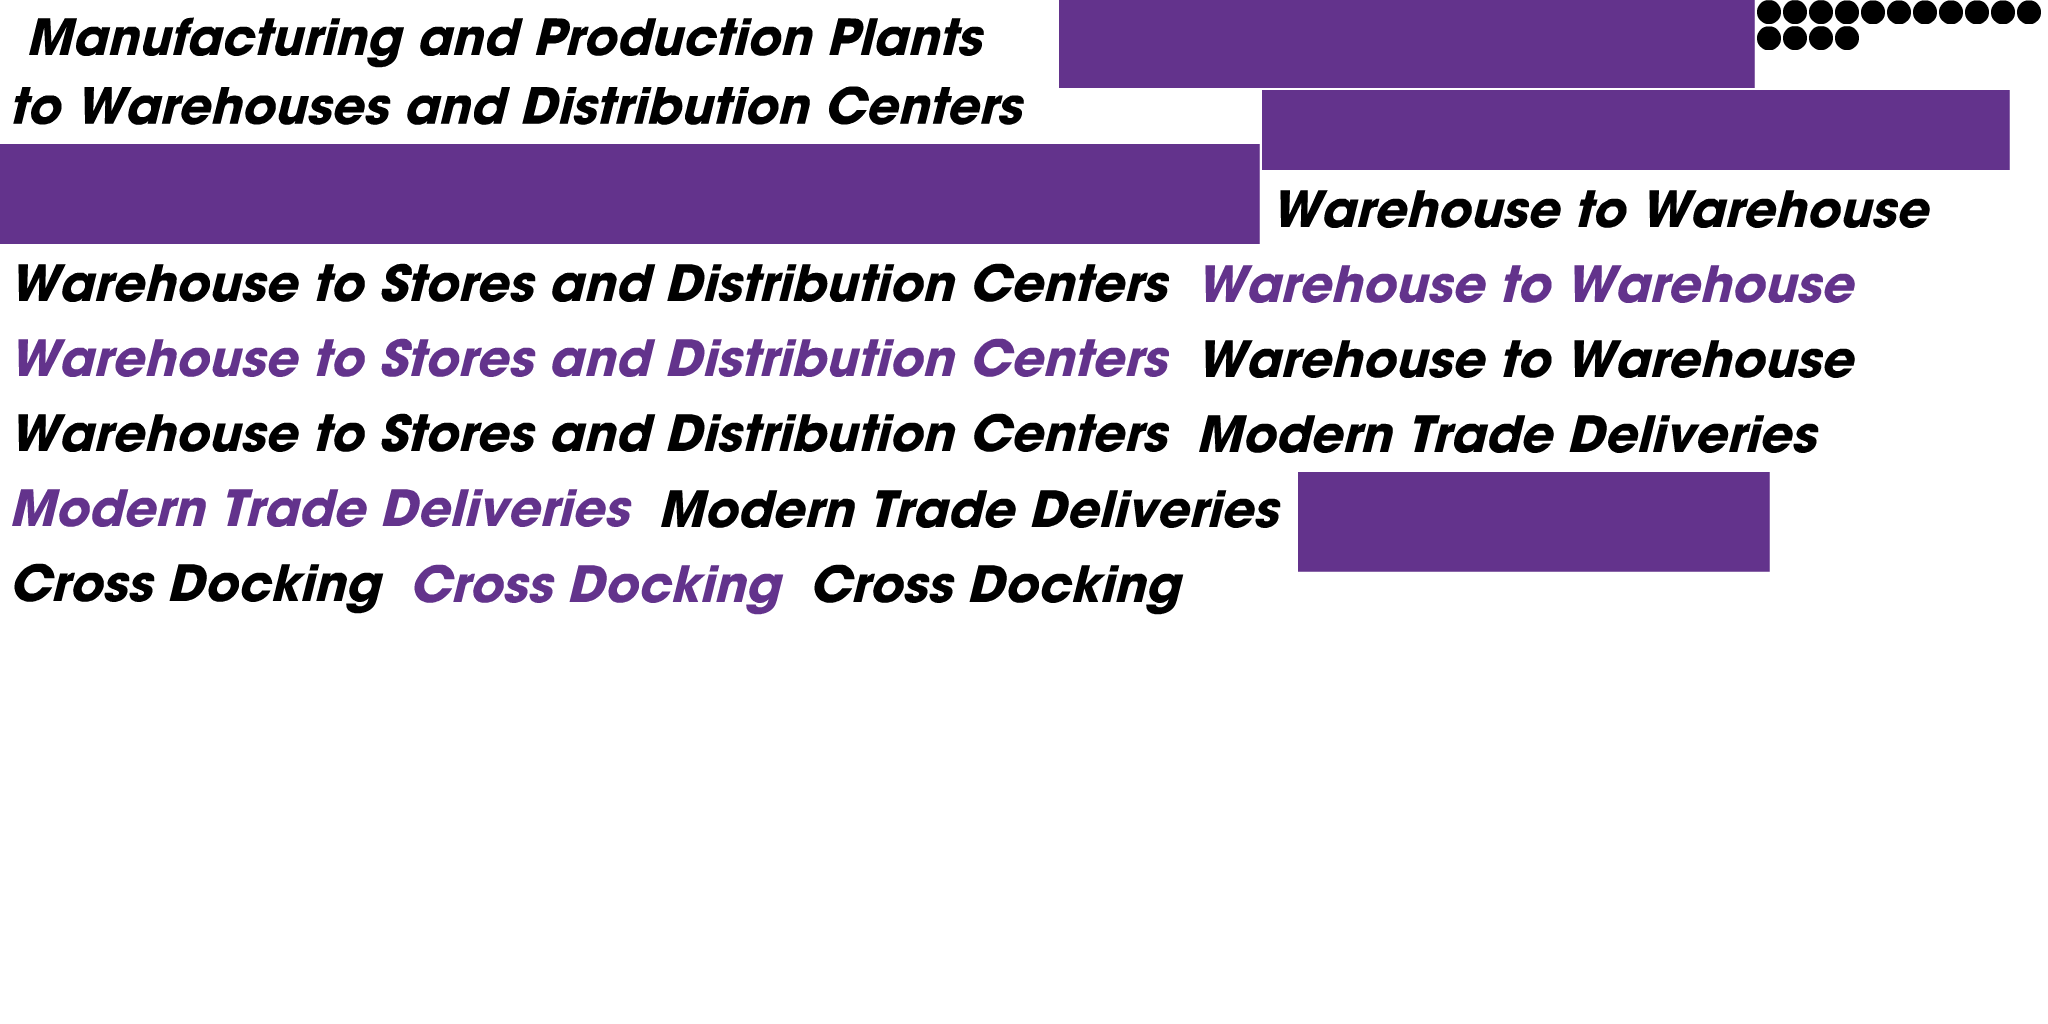 Manufacturing and Production Plants
to Warehouses and Distribution Centers
Warehouse to Warehouse
Warehouse to Stores and Distribution Centers
Warehouse to Warehouse
Warehouse to Stores and Distribution Centers
Warehouse to Warehouse
Warehouse to Stores and Distribution Centers
Modern Trade Deliveries
Modern Trade Deliveries
Modern Trade Deliveries
Cross Docking
Cross Docking
Cross Docking